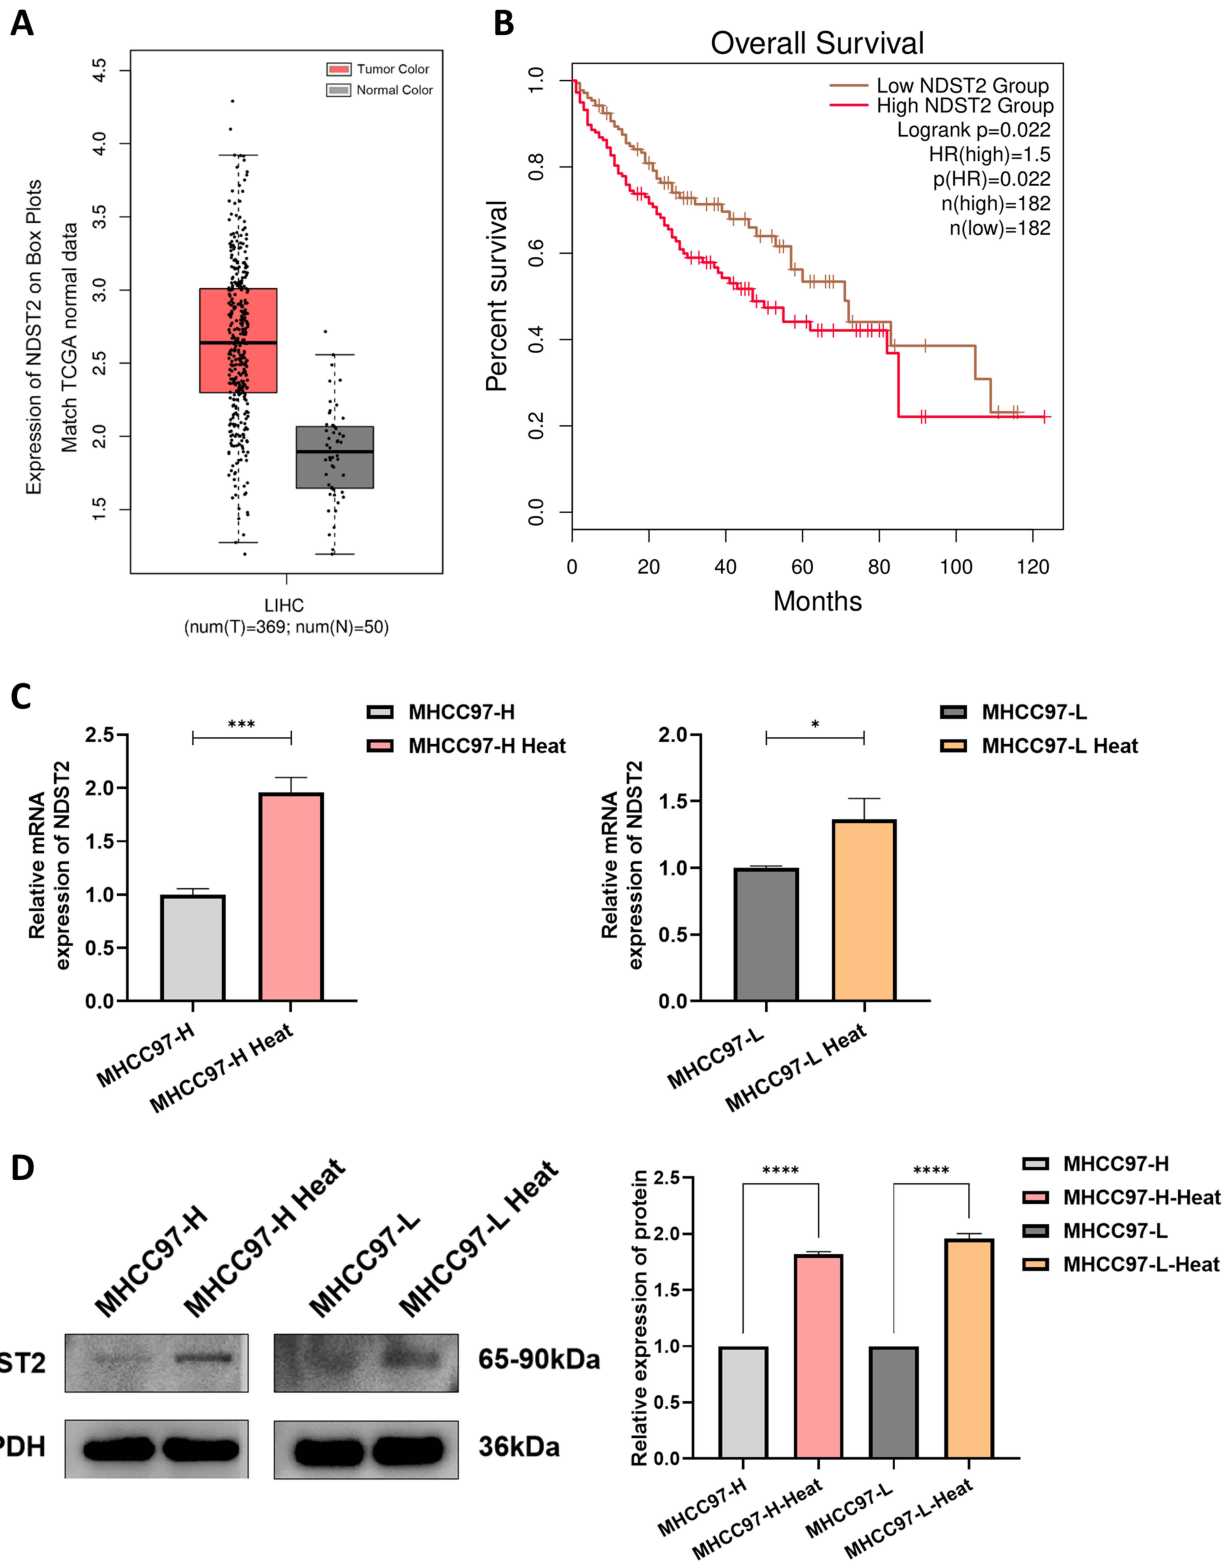 A
Expression of NDST2 on Box Plots
Match TCGA normal data
4.5
4.0
3.5
3.0
2.5
2.0
1.5
Tumor Color
Normal Color
LIHC
(num(T)=369; num(N)=50)
B
Overall Survival
Percent survival
1.0
0.8
0.6
0.4
0.2
0.0
Low NDST2 Group
High NDST2 Group
Logrank p=0.022
HR(high)=1.5
p(HR)=0.022
n(high)=182
n(low)=182
0 20 40 60 80 100 120
Months
C
Relative mRNA
expression of NDST2
2.5
2.0
1.5
1.0
0.5
0.0
***
MHCC97-H
MHCC97-H Heat
MHCC97-H
MHCC97-H Heat
Relative mRNA
expression of NDST2
2.0
1.5
1.0
0.5
0.0
*
MHCC97-L
MHCC97-L Heat
MHCC97-L
MHCC97-L Heat
D
MHCC97-H
MHCC97-H Heat
MHCC97-L
MHCC97-L Heat
ST2
65-90kDa
PDH
36kDa
Relative expression of protein
2.5
2.0
1.5
1.0
0.5
0.0
****
****
MHCC97-H
MHCC97-H-Heat
MHCC97-L
MHCC97-L-Heat
MHCC97-H
MHCC97-H-Heat
MHCC97-L
MHCC97-L-Heat